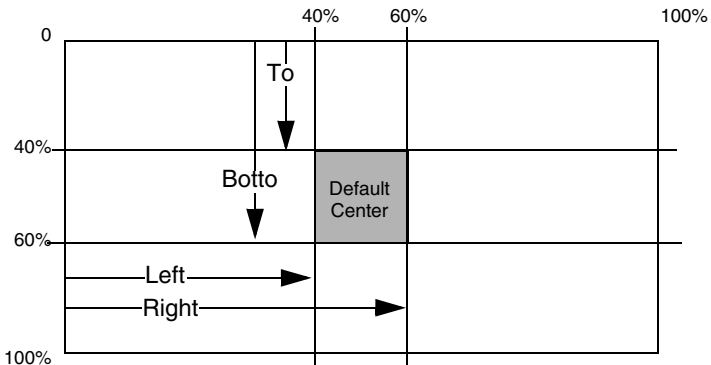 40% 60% 100%
0
To
40%
Botto
Default
Center
60%
Left
Right
100%